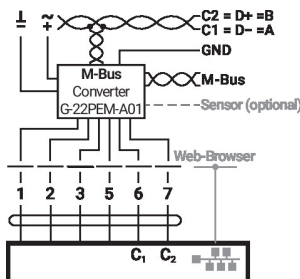 C2 = D+ =B
C1 = D− =A
GND
M-Bus
Converter
G-22PEM-A01
M-Bus
Sensor (optional)
Web-Browser
1 2 3 5 6 7
C₁ C₂